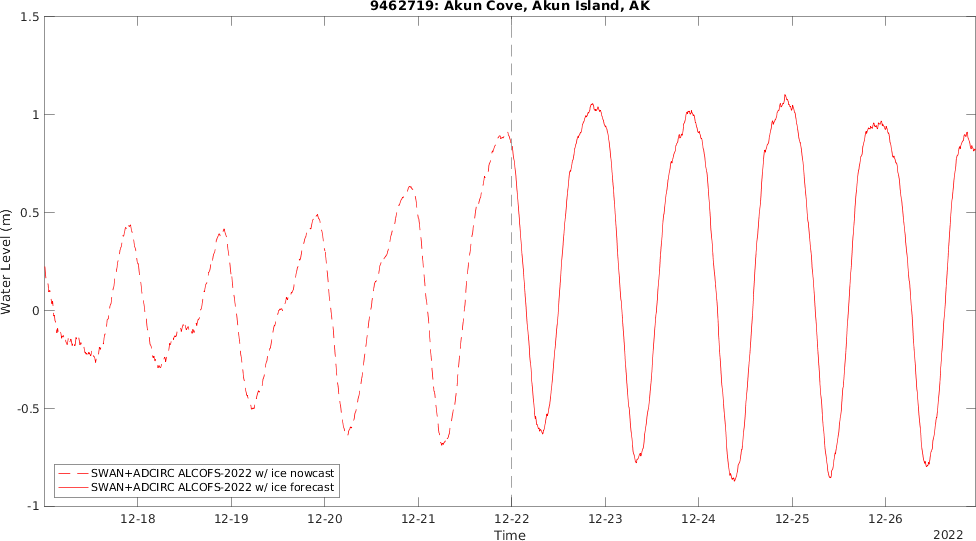 9462719: Akun Cove, Akun Island, AK
1.5
1
0.5
0
-0.5
-1
Water Level (m)
SWAN+ADCIRC ALCOFS-2022 w/ ice nowcast
SWAN+ADCIRC ALCOFS-2022 w/ ice forecast
12-18 12-19 12-20 12-21 12-22 12-23 12-24 12-25 12-26
Time
2022